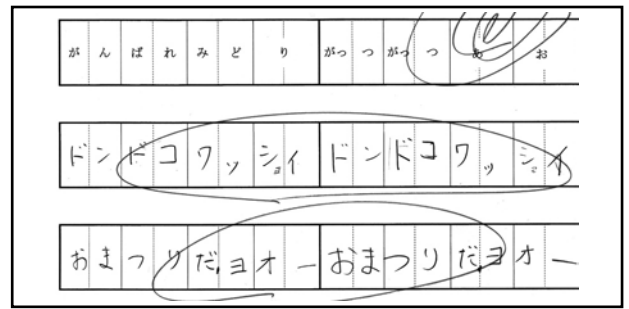 がんばれみどり がっつ がっつ あお
ドンドコワッショイ ドンドコワッショイ
おまつりだ,ヨオーおまつりだ,ヨオー